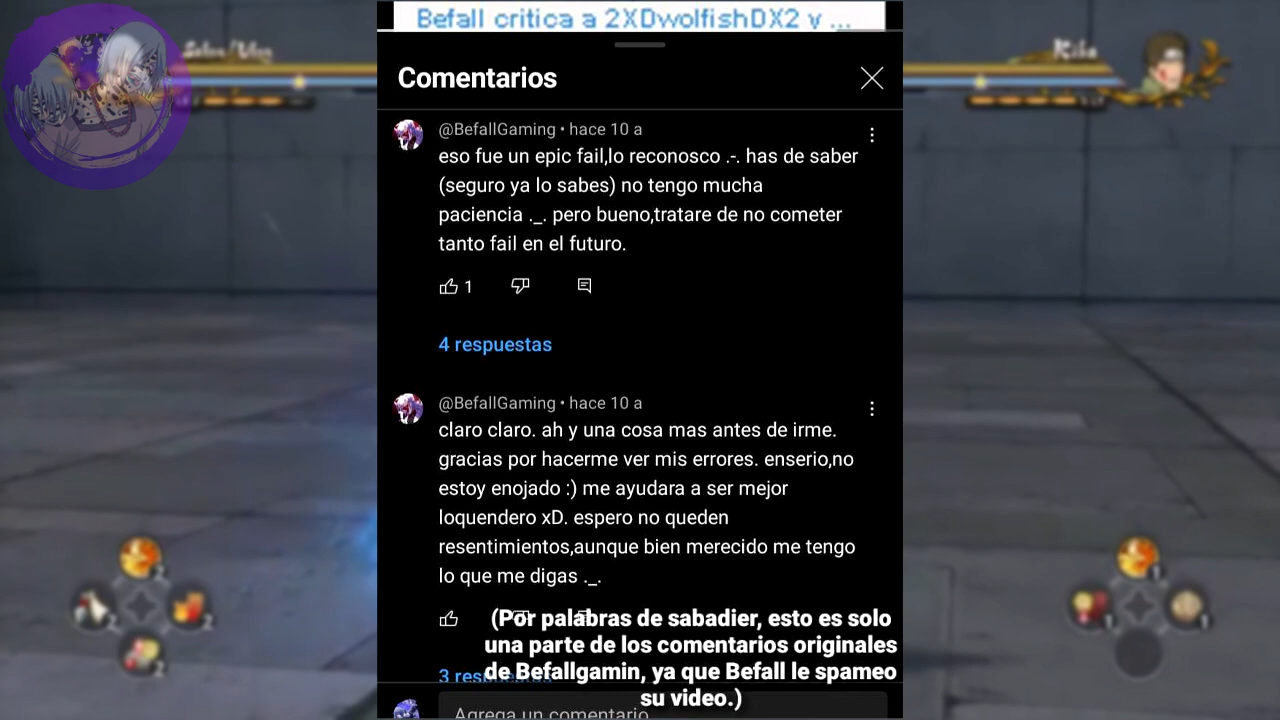 Befall critica a 2XDwolfishDX2 y ...
Comentarios
@BefallGaming • hace 10 a
eso fue un epic fail,lo reconosco .-. has de saber
(seguro ya lo sabes) no tengo mucha
paciencia ._. pero bueno,tratare de no cometer
tanto fail en el futuro.
1
4 respuestas
@BefallGaming • hace 10 a
claro claro. ah y una cosa mas antes de irme.
gracias por hacerme ver mis errores. enserio,no
estoy enojado :) me ayudara a ser mejor
loquendero xD. espero no queden
resentimientos,aunque bien merecido me tengo
lo que me digas ._.
(Por palabras de sabadier, esto es solo
una parte de los comentarios originales
de Befallgamin, ya que Befall le spameo
su video.)
3 respuestas
Agrega un comentario